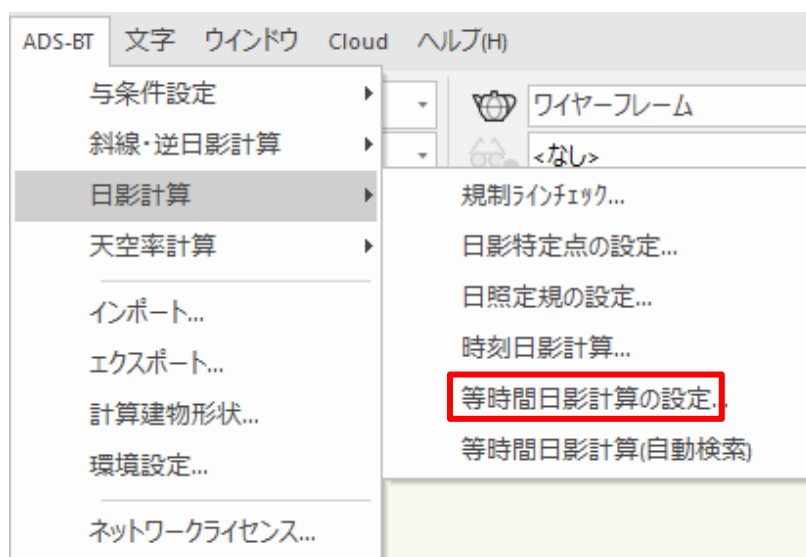 ADS-BT 文字 ウインドウ Cloud ヘルプ(H)
与条件設定
ワイヤーフレーム
斜線・逆日影計算
<なし>
日影計算
規制ﾗｲﾝﾁｪｯｸ...
天空率計算
日影特定点の設定...
日照定規の設定...
インポート...
時刻日影計算...
エクスポート...
等時間日影計算の設定...
計算建物形状...
等時間日影計算(自動検索)
環境設定...
ネットワークライセンス...